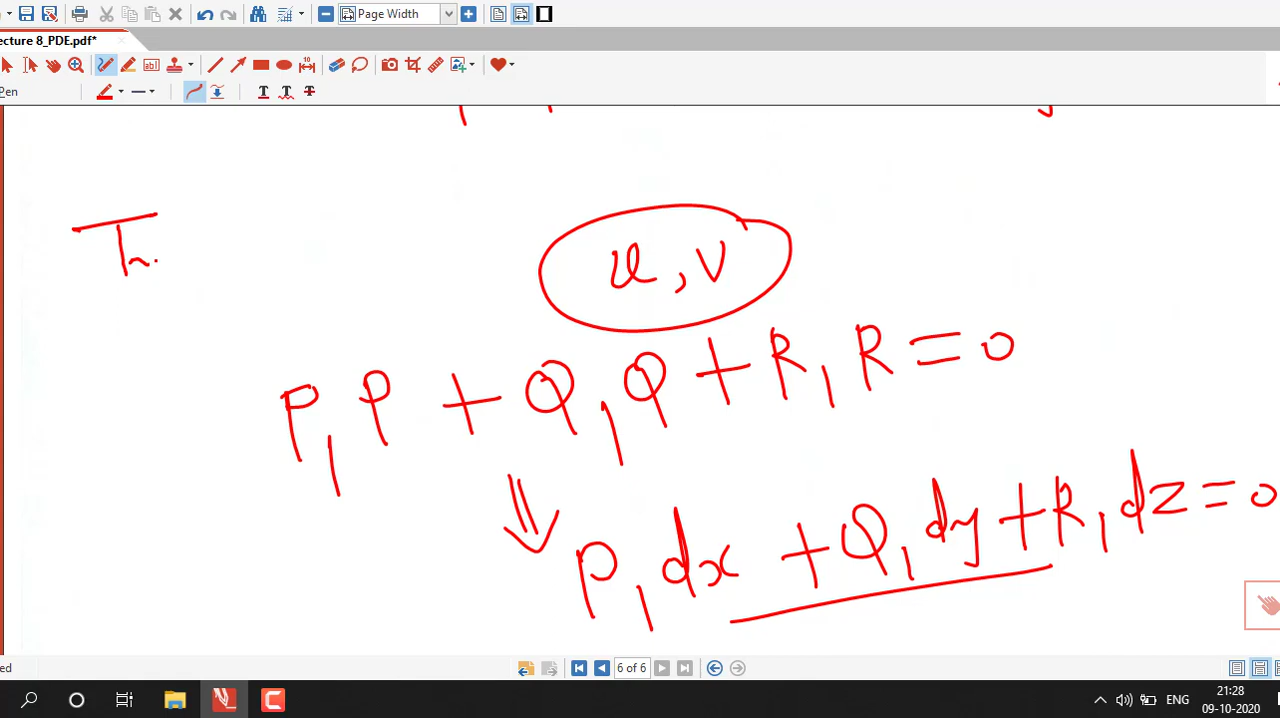 Page Width
ecture 8_PDE.pdf*
Pen
Th.
u, v
P₁P + Q₁Q + R₁R = 0
⇓
P₁dx + Q₁dy + R₁dz = 0
6 of 6
ENG
21:28
09-10-2020